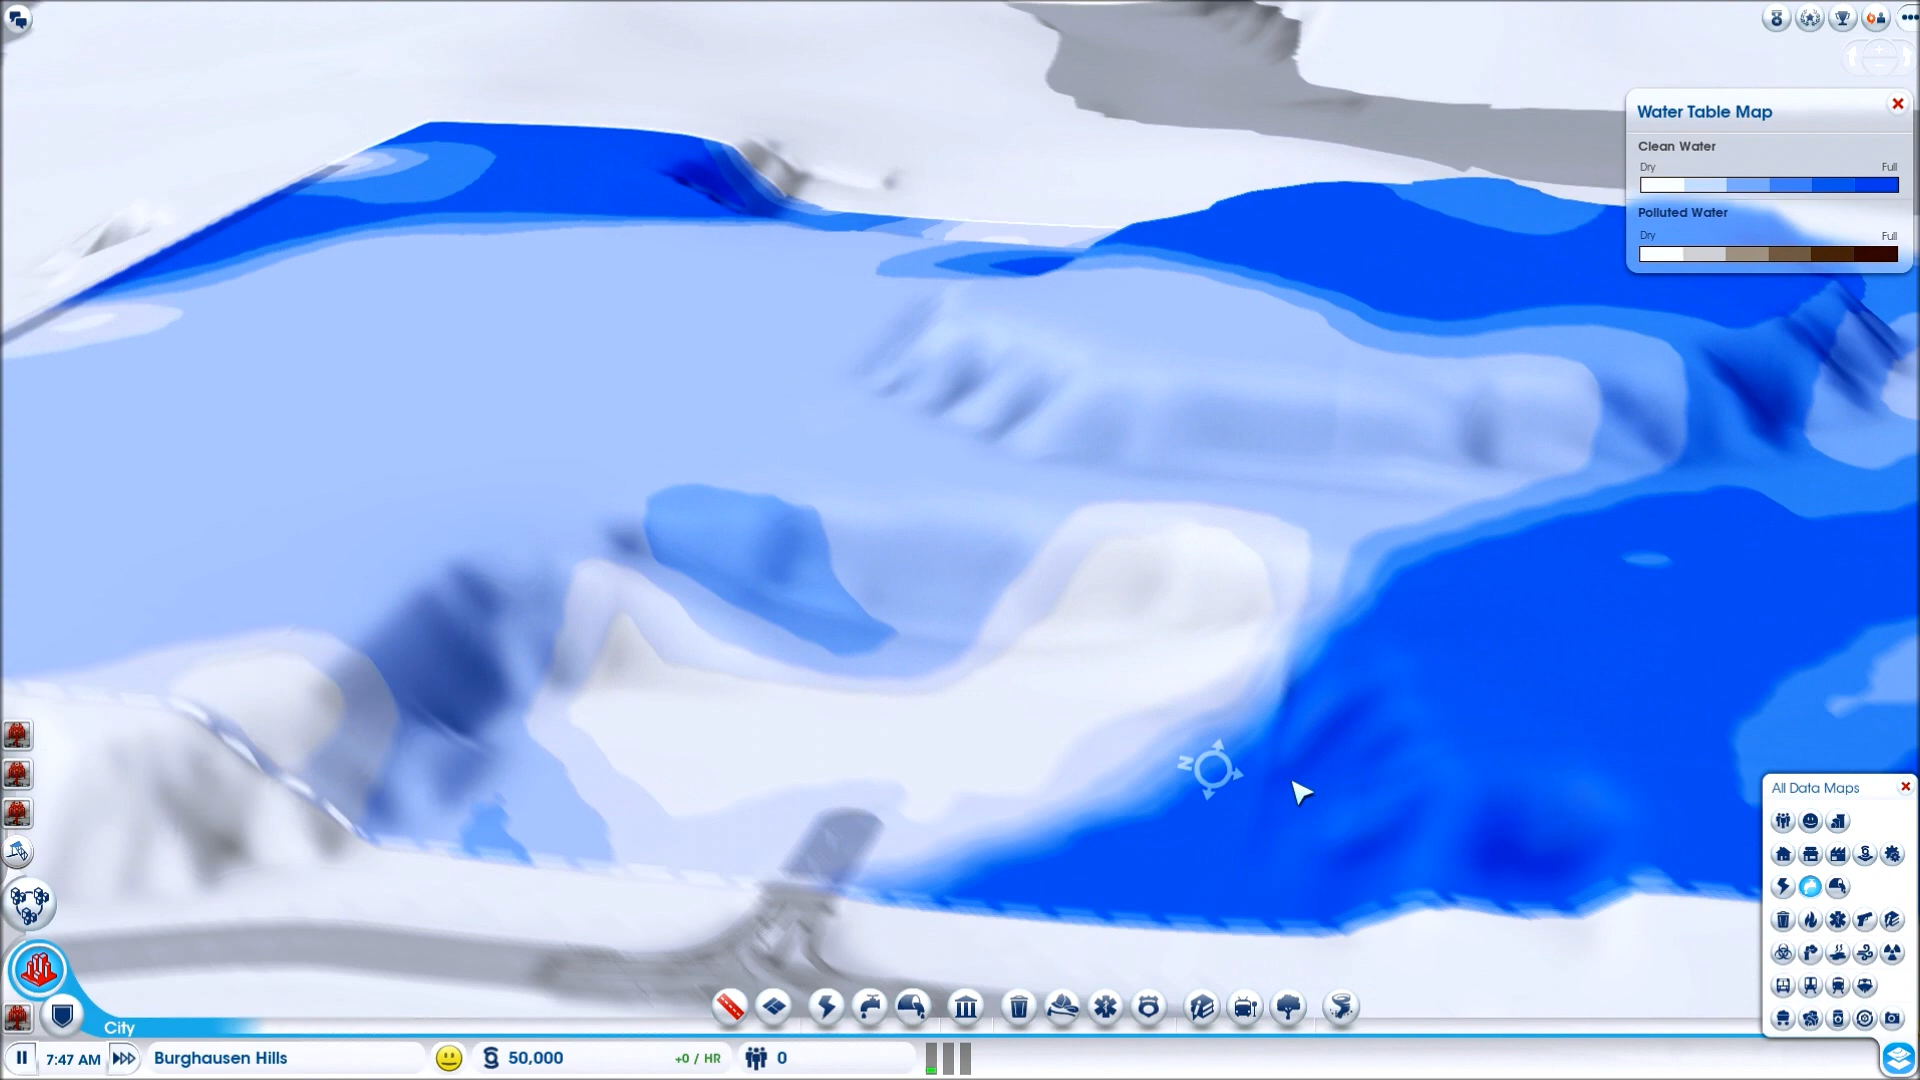 Water Table Map
Clean Water
Dry Full
Polluted Water
Dry Full
N
All Data Maps
City
7:47 AM Burghausen Hills 50,000 +0 / HR 0